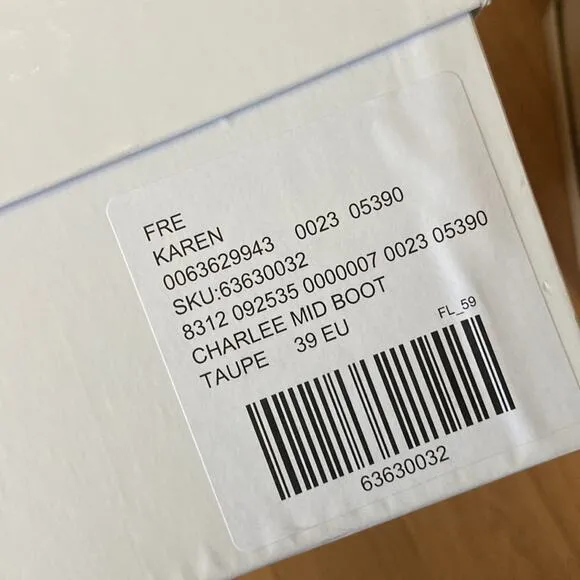 FRE
KAREN
0063629943 0023 05390
SKU:63630032
8312 092535 0000007 0023 05390
CHARLEE MID BOOT
TAUPE 39 EU
FL_59
63630032